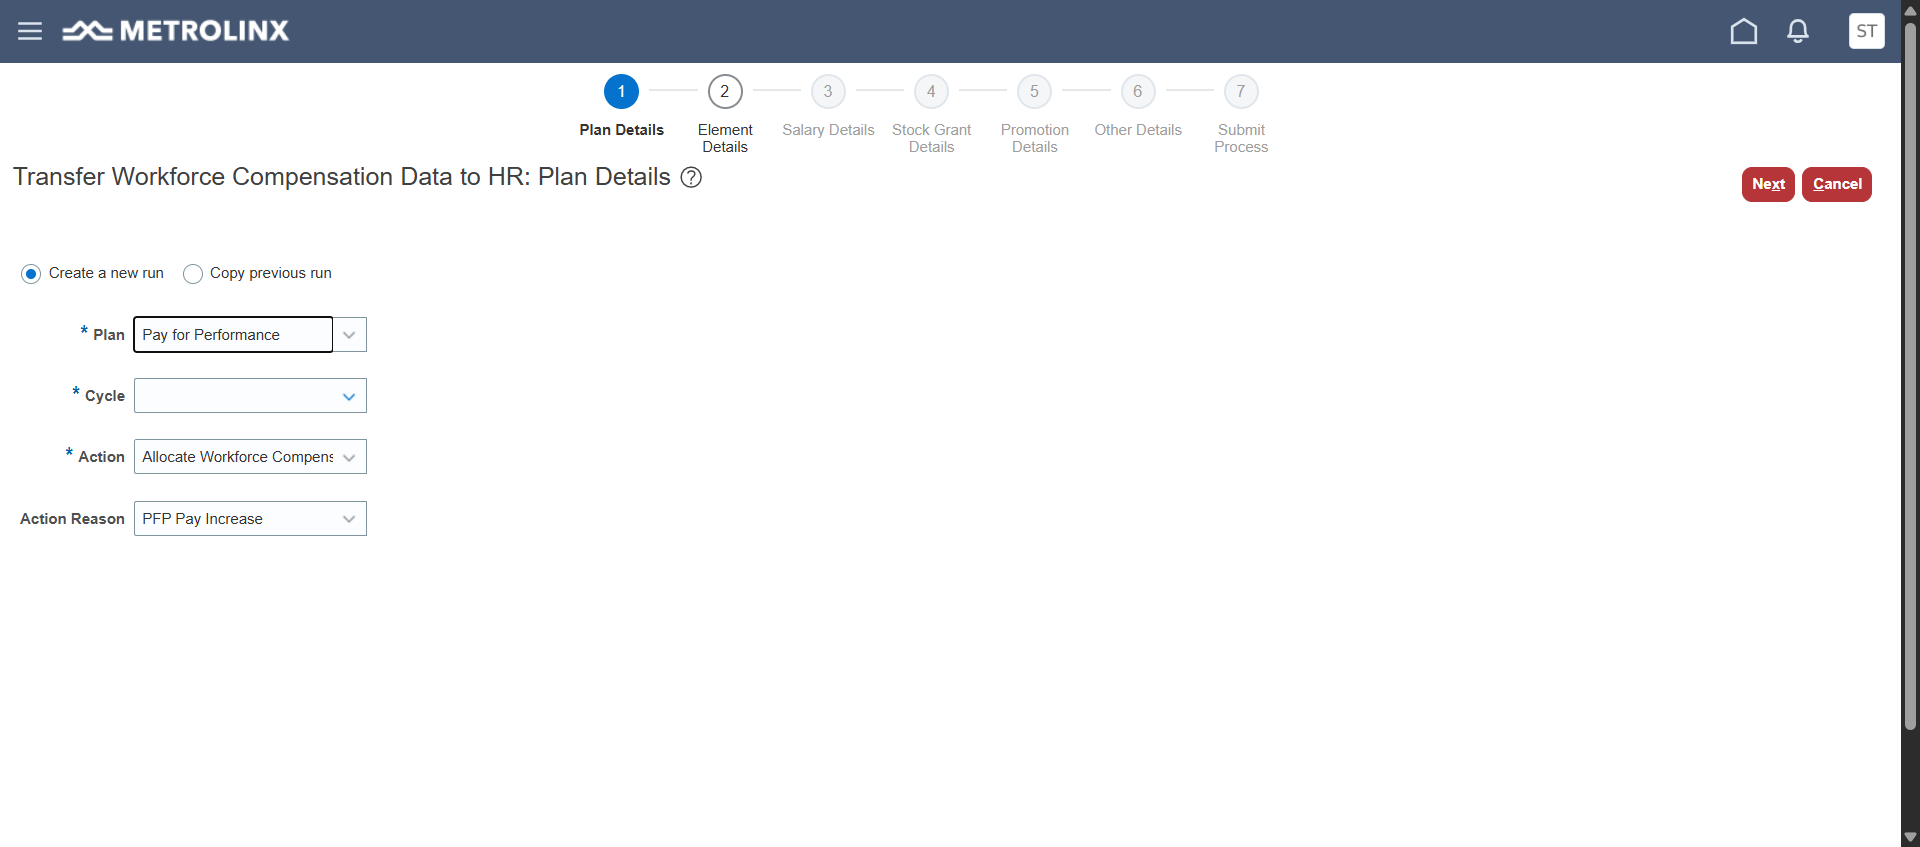 METROLINX
ST
1
2
3
4
5
6
7
Plan Details
Element Details
Salary Details
Stock Grant Details
Promotion Details
Other Details
Submit Process
Transfer Workforce Compensation Data to HR: Plan Details ?
Next
Cancel
Create a new run
Copy previous run
* Plan Pay for Performance
* Cycle
* Action Allocate Workforce Compens
Action Reason PFP Pay Increase